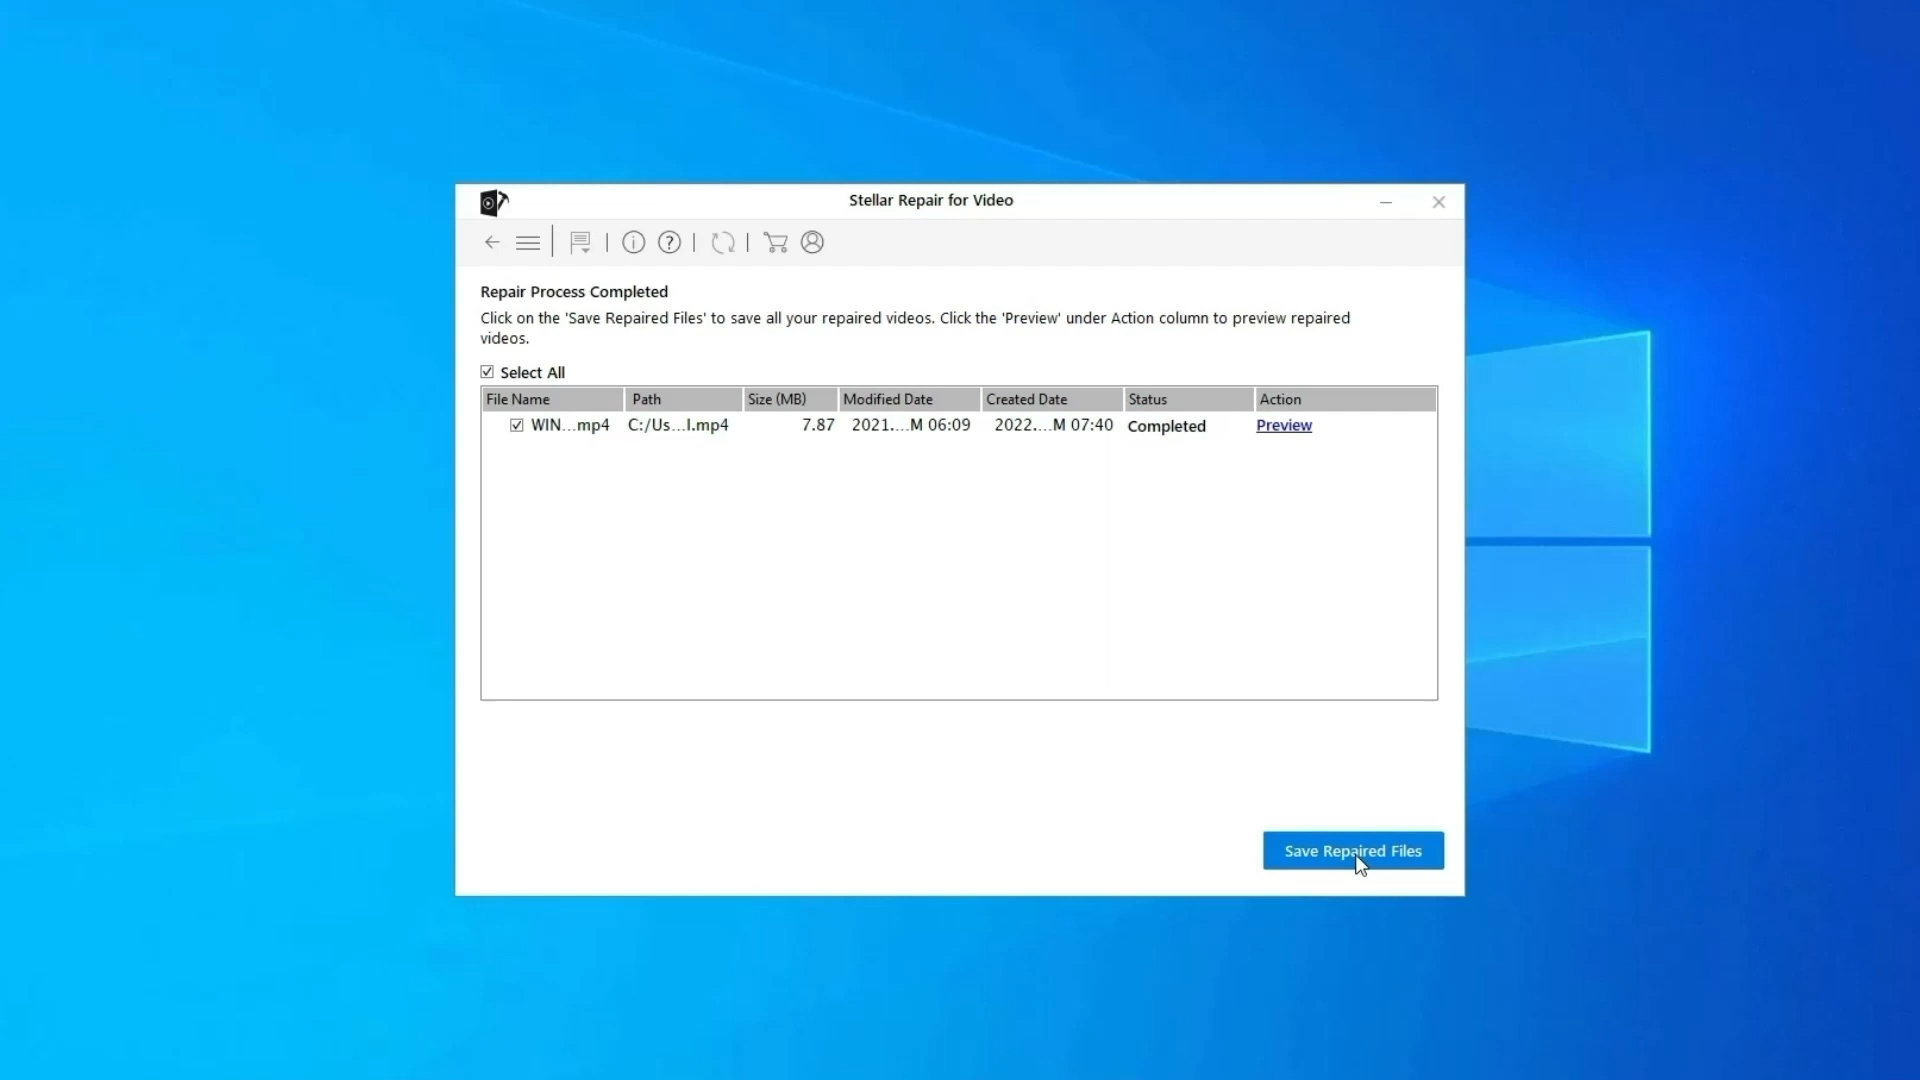 Stellar Repair for Video
Repair Process Completed
Click on the 'Save Repaired Files' to save all your repaired videos. Click the 'Preview' under Action column to preview repaired
videos.
Select All
File Name Path Size (MB) Modified Date Created Date Status Action
WIN...mp4 C:/Us...I.mp4 7.87 2021....M 06:09 2022....M 07:40 Completed Preview
Save Repaired Files